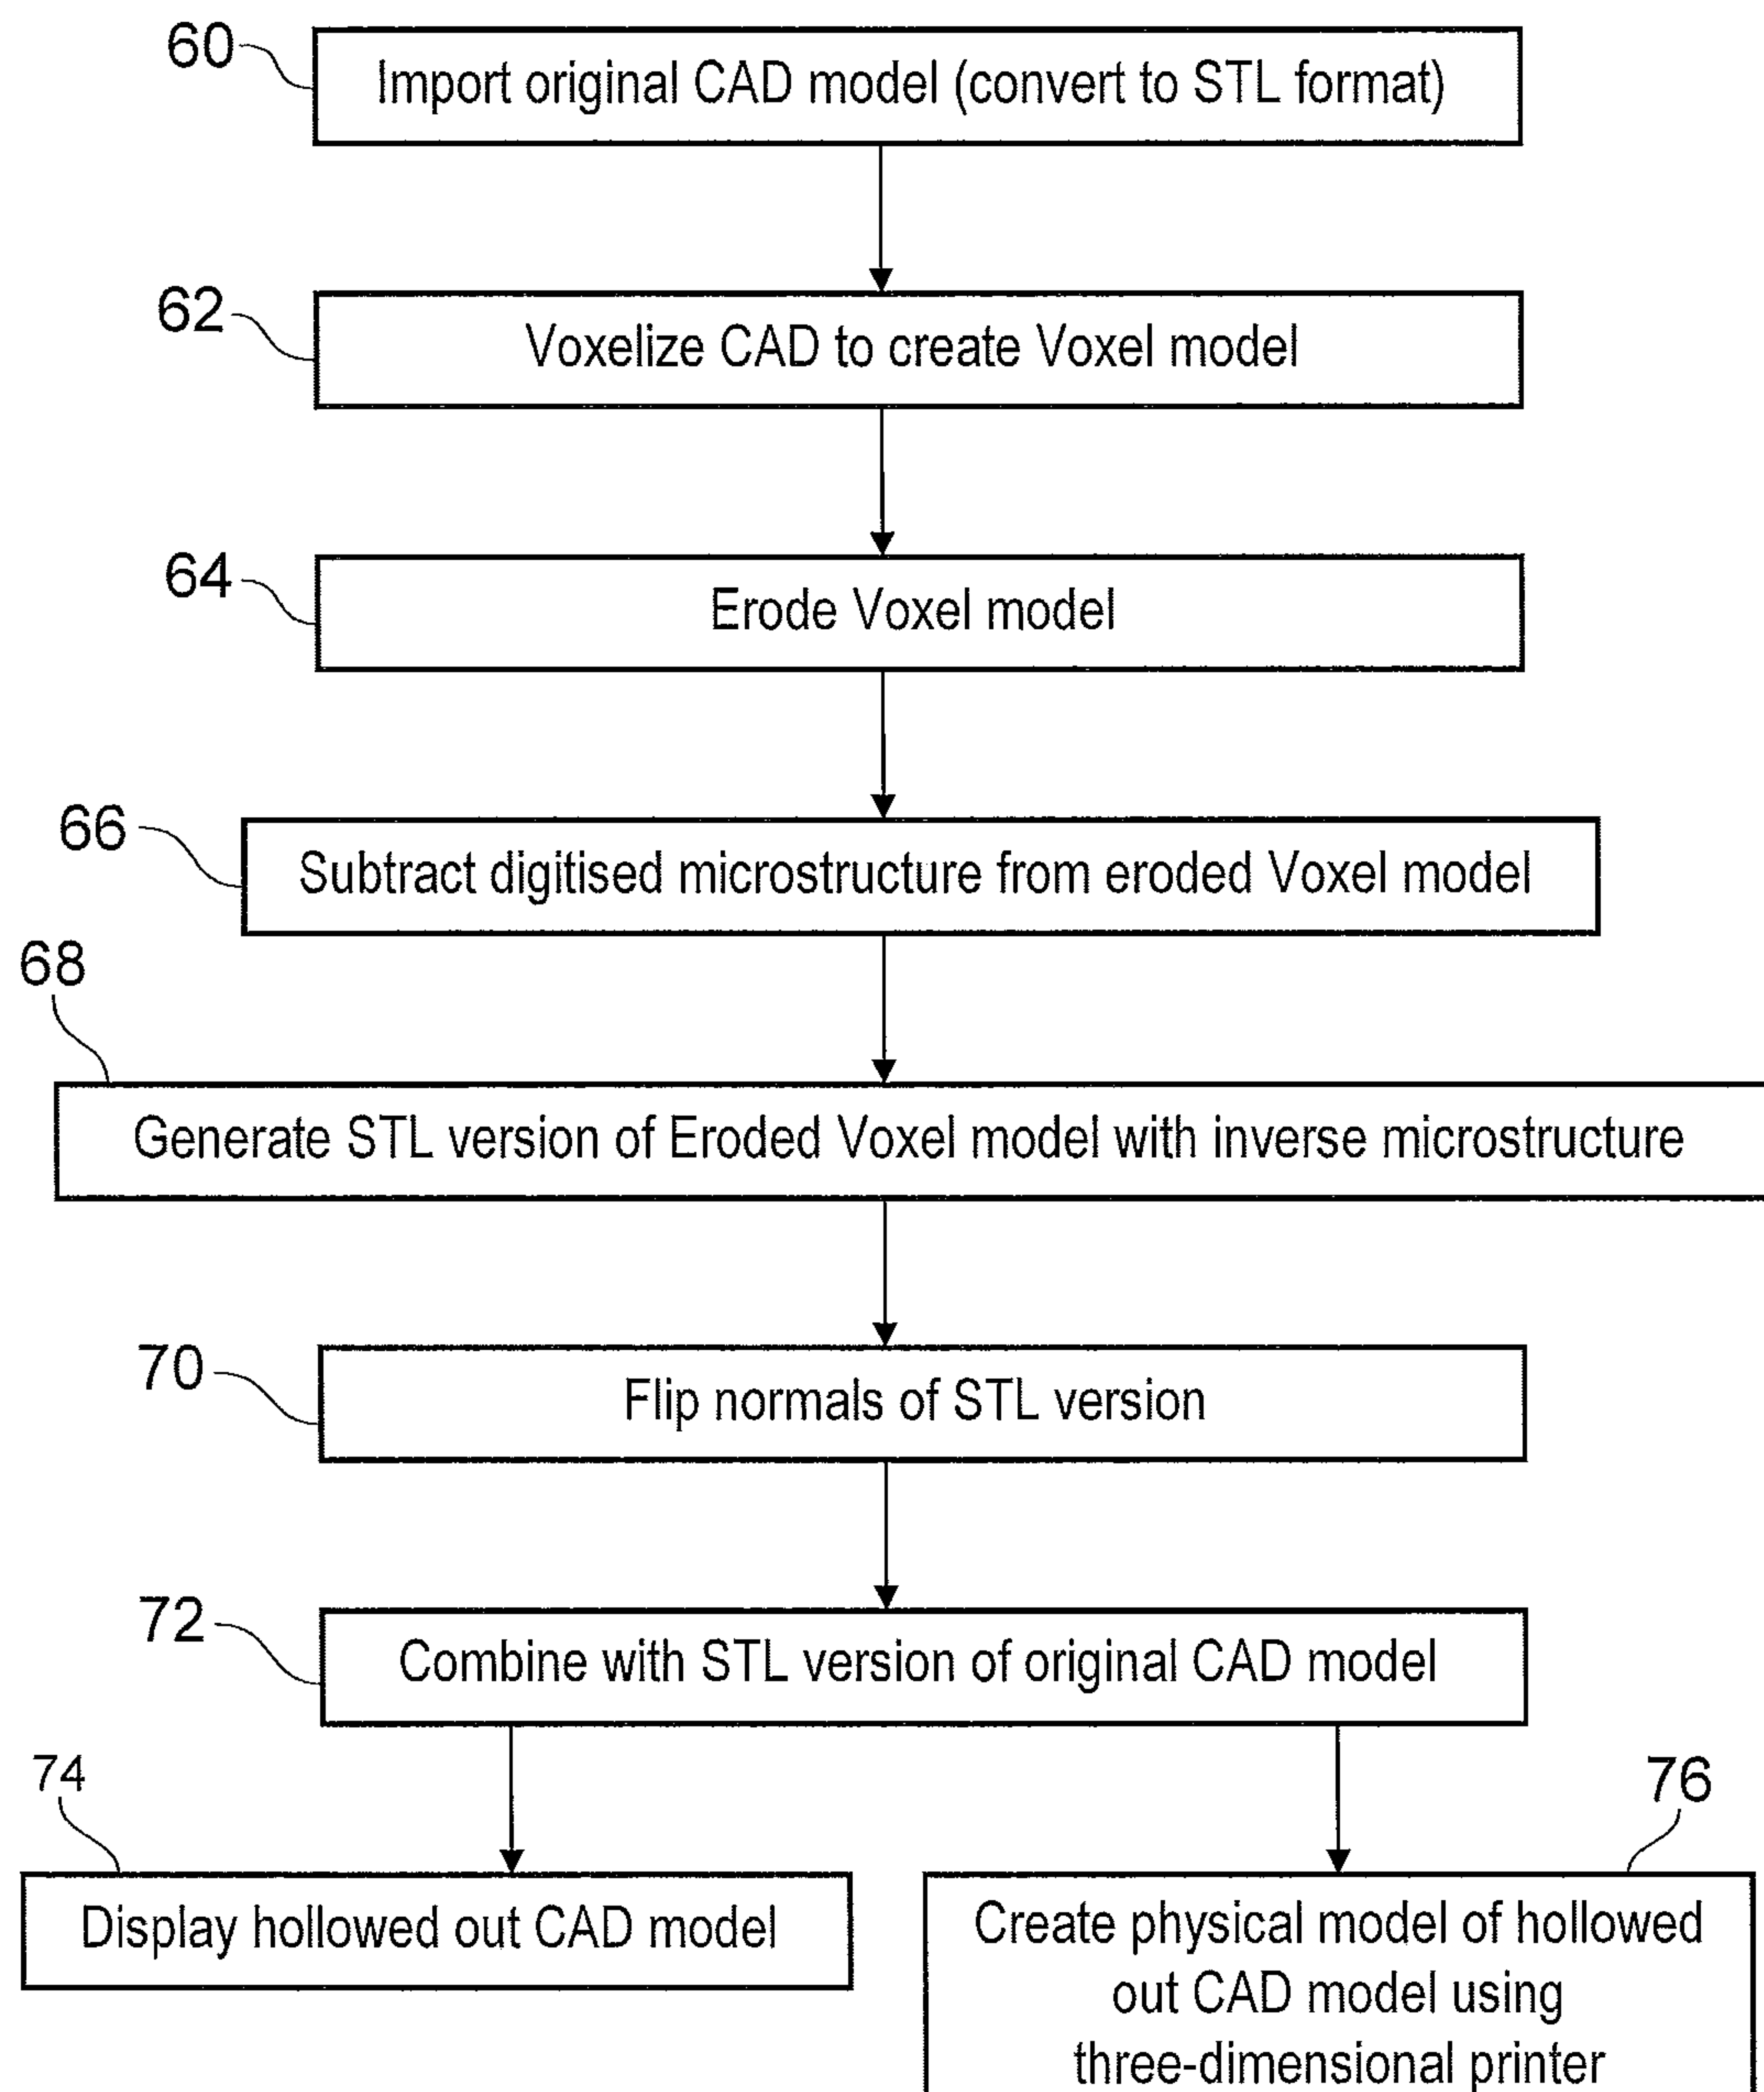 60
Import original CAD model (convert to STL format)
62
Voxelize CAD to create Voxel model
64
Erode Voxel model
66
Subtract digitised microstructure from eroded Voxel model
68
Generate STL version of Eroded Voxel model with inverse microstructure
70
Flip normals of STL version
72
Combine with STL version of original CAD model
74
Display hollowed out CAD model
76
Create physical model of hollowed
out CAD model using
three-dimensional printer